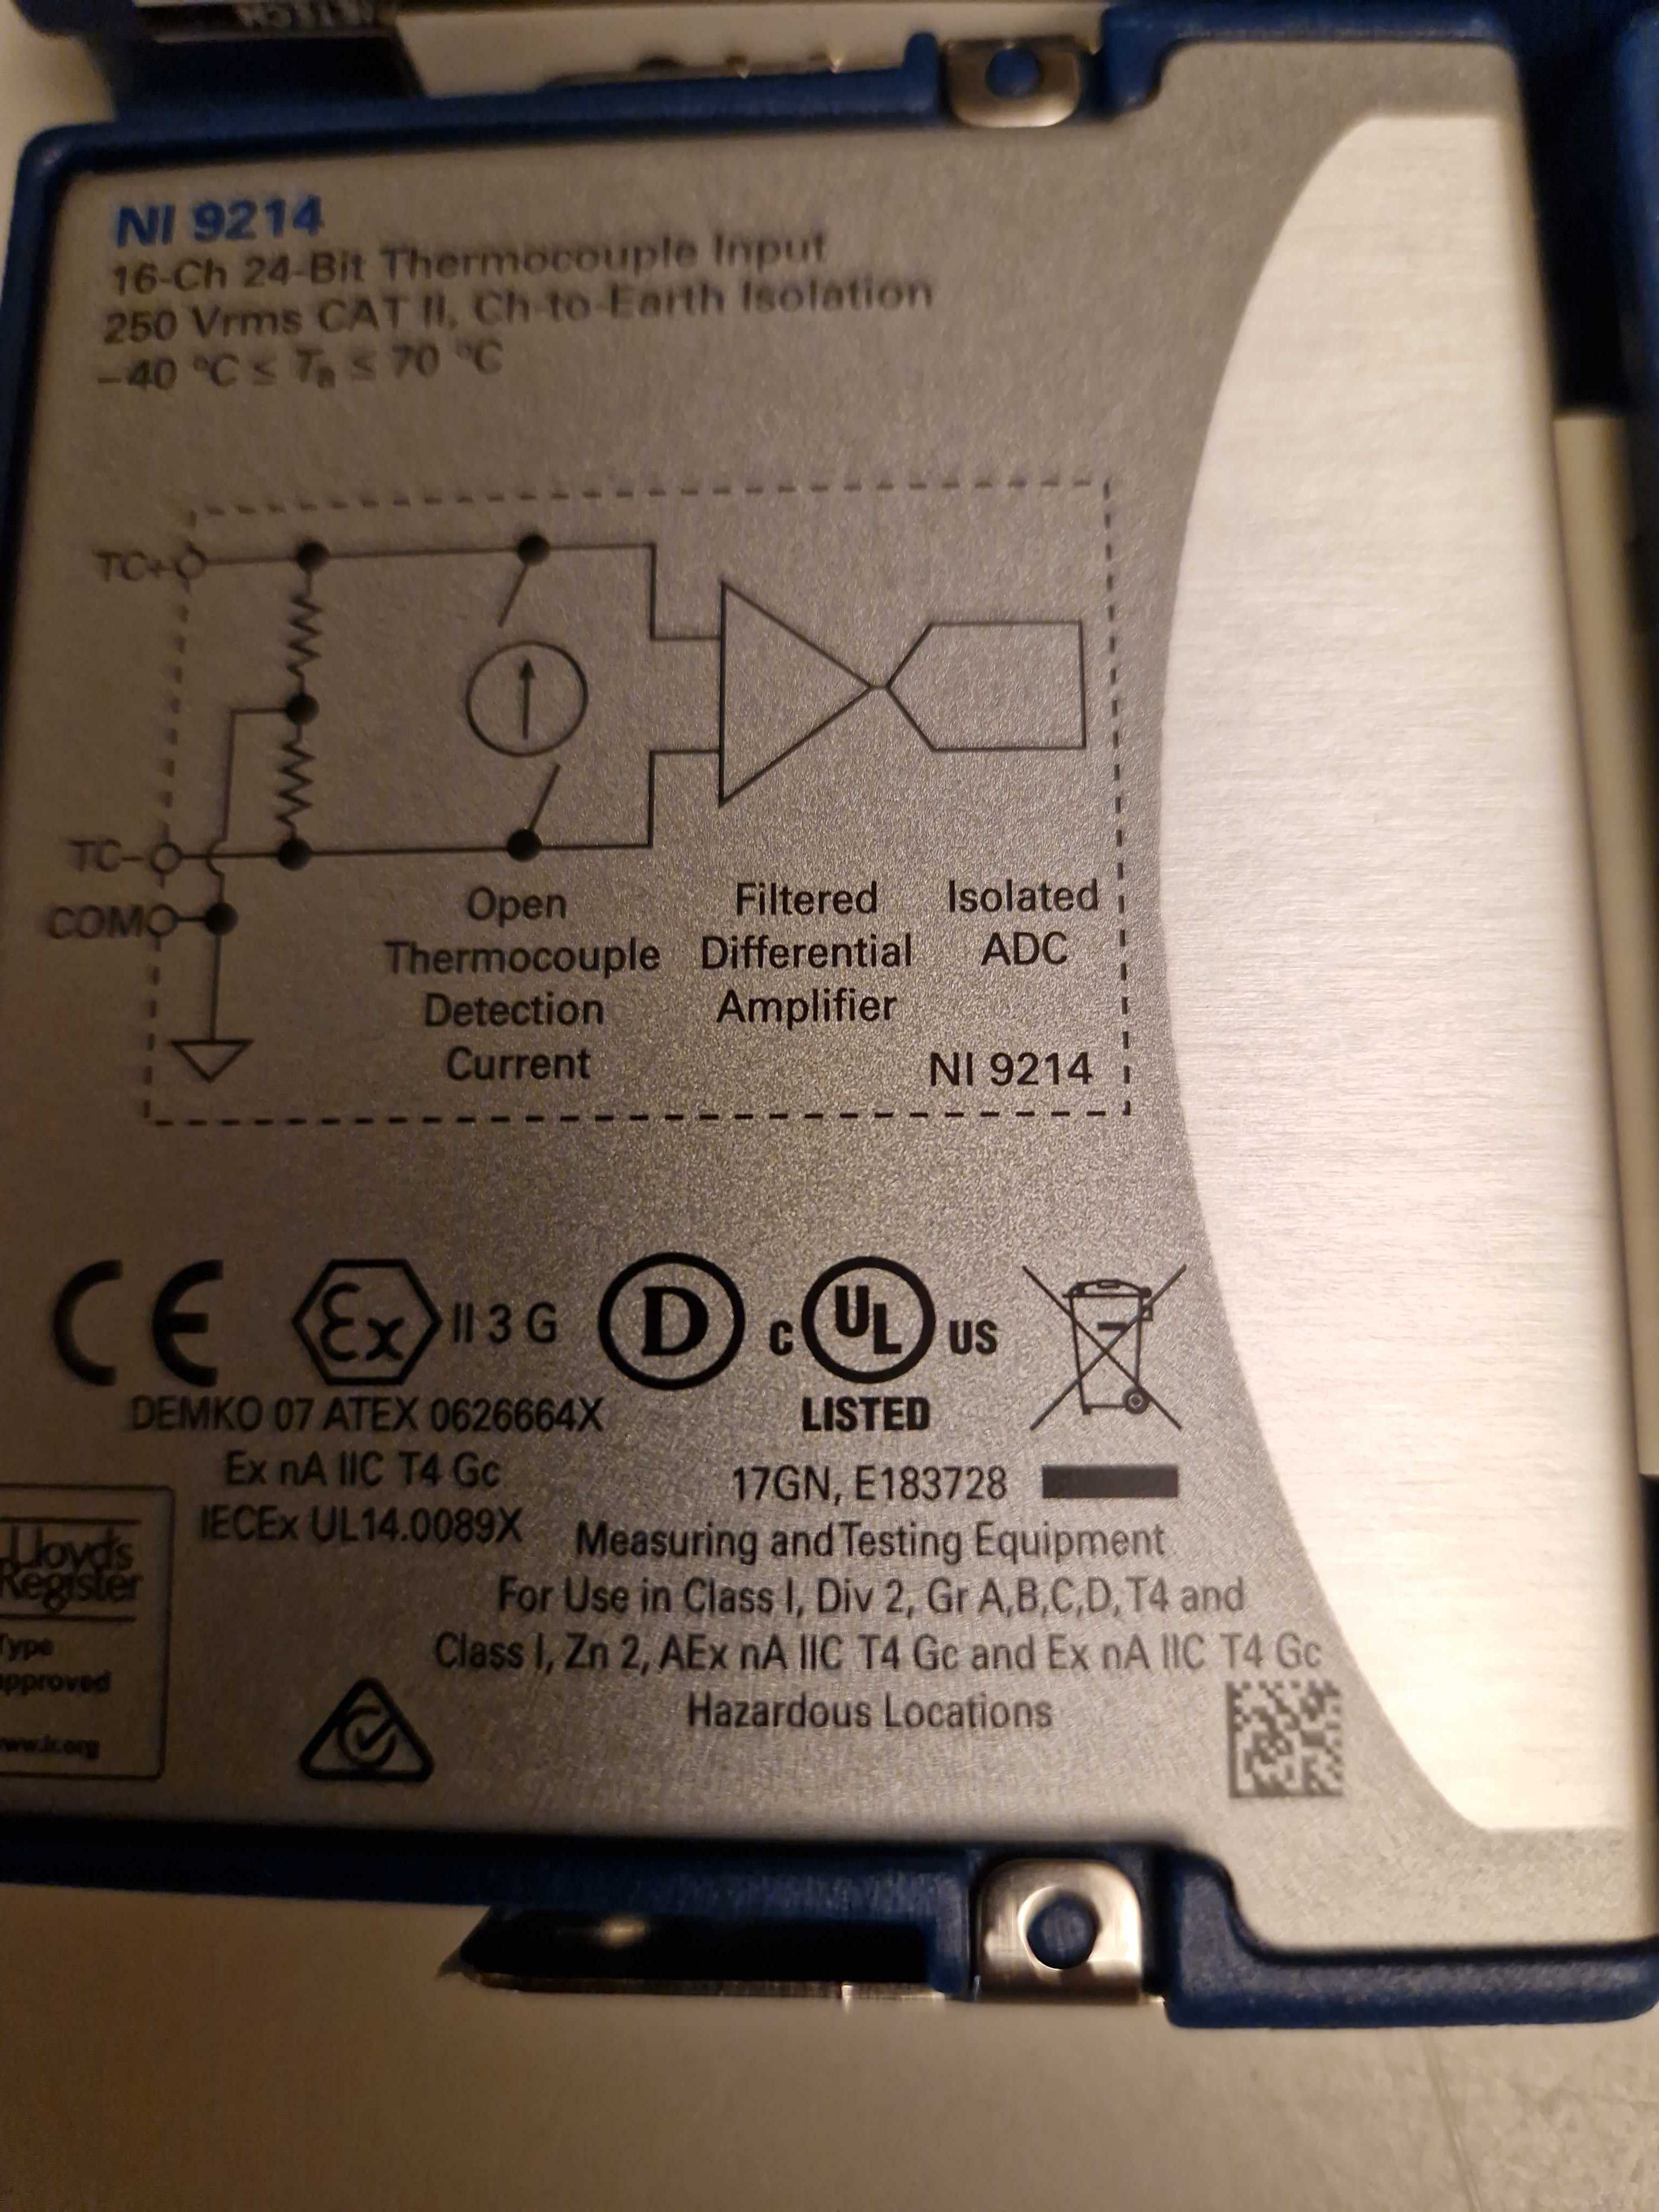 NI 9214
16-Ch 24-Bit Thermocouple Input
250 Vrms CAT II, Ch-to-Earth Isolation
−40 °C ≤ Ta ≤ 70 °C
TC+
TC−
COM
Open
Thermocouple
Detection
Current
Filtered
Differential
Amplifier
Isolated
ADC
NI 9214
CE
Ex II 3 G
D
c UL US
LISTED
DEMKO 07 ATEX 0626664X
Ex nA IIC T4 Gc
IECEx UL14.0089X
17GN, E183728
Measuring and Testing Equipment
For Use in Class I, Div 2, Gr A,B,C,D, T4 and
Class I, Zn 2, AEx nA IIC T4 Gc and Ex nA IIC T4 Gc
Hazardous Locations
Lloyd's
Register
Type
approved
www.lr.org